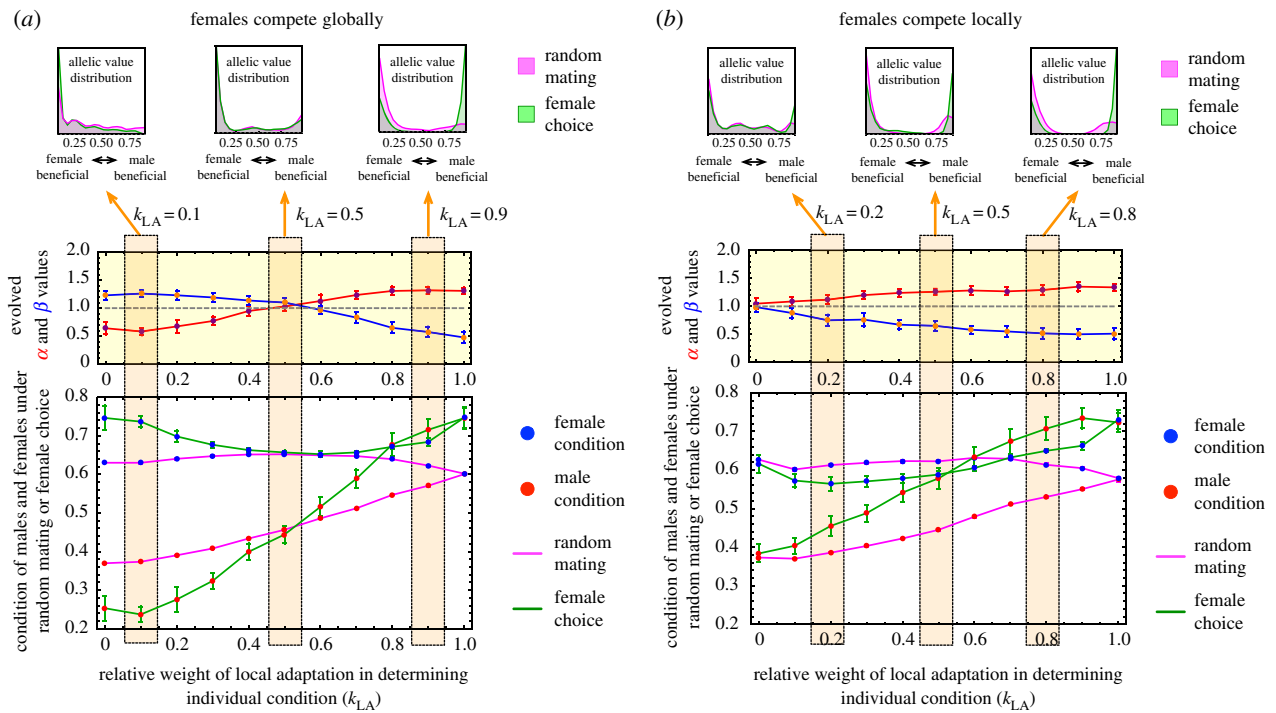 (a)
females compete globally
allelic value
distribution
0.25 0.50 0.75
female
beneficial
male
beneficial
allelic value
distribution
0.25 0.50 0.75
female
beneficial
male
beneficial
allelic value
distribution
0.25 0.50 0.75
female
beneficial
male
beneficial
random
mating
female
choice
k_LA = 0.1
k_LA = 0.5
k_LA = 0.9
evolved
α and β values
2.0
1.5
1.0
0.5
0
0 0.2 0.4 0.6 0.8 1.0
condition of males and females under
random mating or female choice
0.8
0.7
0.6
0.5
0.4
0.3
0.2
0 0.2 0.4 0.6 0.8 1.0
relative weight of local adaptation in determining
individual condition (k_LA)
female
condition
male
condition
random
mating
female
choice
(b)
females compete locally
allelic value
distribution
0.25 0.50 0.75
female
beneficial
male
beneficial
allelic value
distribution
0.25 0.50 0.75
female
beneficial
male
beneficial
allelic value
distribution
0.25 0.50 0.75
female
beneficial
male
beneficial
random
mating
female
choice
k_LA = 0.2
k_LA = 0.5
k_LA = 0.8
evolved
α and β values
2.0
1.5
1.0
0.5
0
0 0.2 0.4 0.6 0.8 1.0
condition of males and females under
random mating or female choice
0.8
0.7
0.6
0.5
0.4
0.3
0.2
0 0.2 0.4 0.6 0.8 1.0
relative weight of local adaptation in determining
individual condition (k_LA)
female
condition
male
condition
random
mating
female
choice